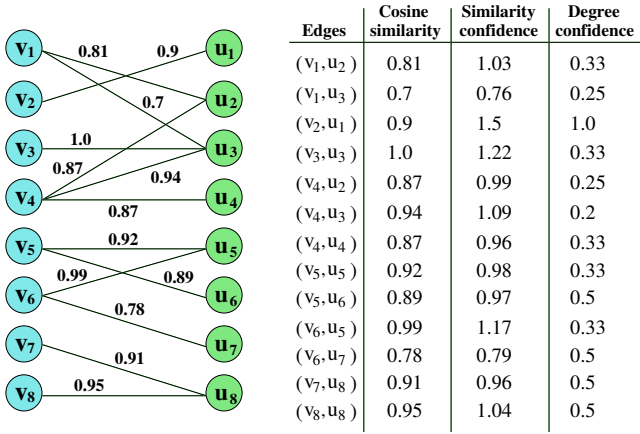 v1
v2
v3
v4
v5
v6
v7
v8
u1
u2
u3
u4
u5
u6
u7
u8
0.81
0.9
0.7
1.0
0.87
0.94
0.87
0.92
0.99
0.89
0.78
0.91
0.95
Edges Cosine similarity Similarity confidence Degree confidence
(v1,u2) 0.81 1.03 0.33
(v1,u3) 0.7 0.76 0.25
(v2,u1) 0.9 1.5 1.0
(v3,u3) 1.0 1.22 0.33
(v4,u2) 0.87 0.99 0.25
(v4,u3) 0.94 1.09 0.2
(v4,u4) 0.87 0.96 0.33
(v5,u5) 0.92 0.98 0.33
(v5,u6) 0.89 0.97 0.5
(v6,u5) 0.99 1.17 0.33
(v6,u7) 0.78 0.79 0.5
(v7,u8) 0.91 0.96 0.5
(v8,u8) 0.95 1.04 0.5